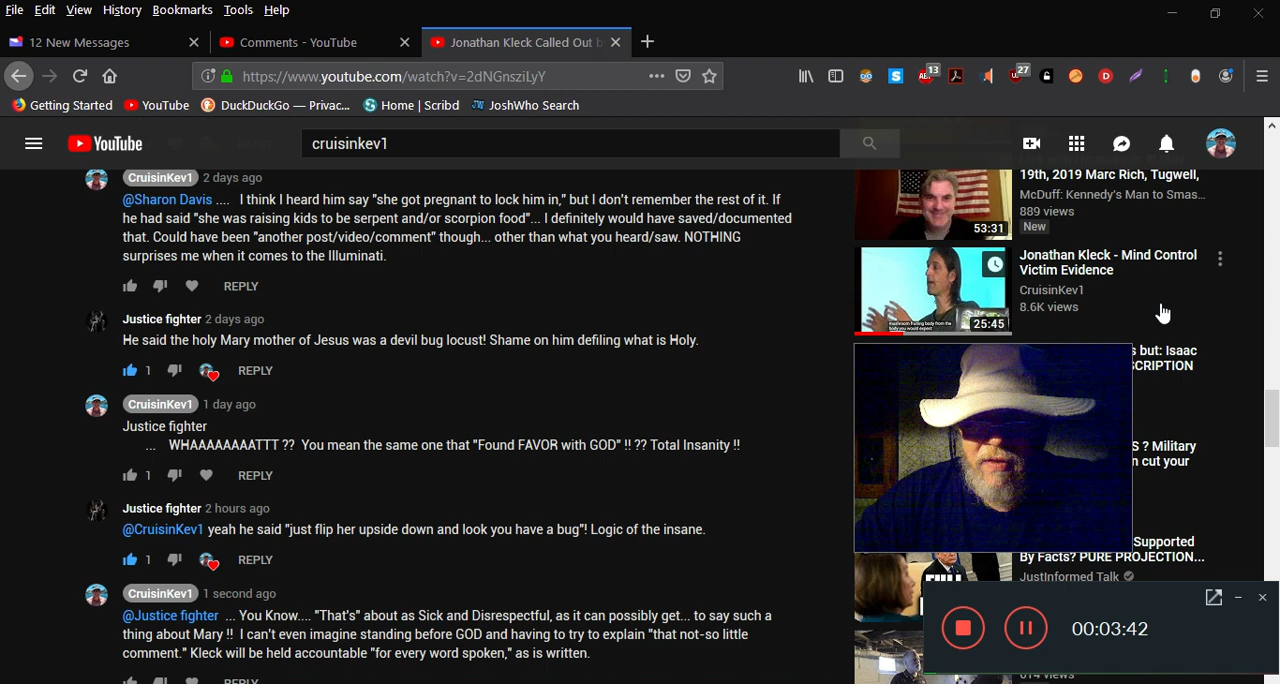 File Edit View History Bookmarks Tools Help
12 New Messages
Comments - YouTube
Jonathan Kleck Called Out b
https://www.youtube.com/watch?v=2dNGnsziLyY
13
27
Getting Started
YouTube
DuckDuckGo — Privac...
Home | Scribd
JoshWho Search
YouTube
cruisinkev1
CruisinKev1 2 days ago
@Sharon Davis .... I think I heard him say "she got pregnant to lock him in," but I don't remember the rest of it. If
he had said "she was raising kids to be serpent and/or scorpion food"... I definitely would have saved/documented
that. Could have been "another post/video/comment" though... other than what you heard/saw. NOTHING
surprises me when it comes to the Illuminati.
REPLY
Justice fighter 2 days ago
He said the holy Mary mother of Jesus was a devil bug locust! Shame on him defiling what is Holy.
1 REPLY
CruisinKev1 1 day ago
Justice fighter
... WHAAAAAAATTT ?? You mean the same one that "Found FAVOR with GOD" !! ?? Total Insanity !!
1 REPLY
Justice fighter 2 hours ago
@CruisinKev1 yeah he said "just flip her upside down and look you have a bug"! Logic of the insane.
1 REPLY
CruisinKev1 1 second ago
@Justice fighter ... You Know.... "That's" about as Sick and Disrespectful, as it can possibly get... to say such a
thing about Mary !! I can't even imagine standing before GOD and having to try to explain "that not-so little
comment." Kleck will be held accountable "for every word spoken," as is written.
REPLY
19th, 2019 Marc Rich, Tugwell,
McDuff: Kennedy's Man to Smas...
889 views
New
53:31
Jonathan Kleck - Mind Control
Victim Evidence
CruisinKev1
8.6K views
25:45
s but: Isaac
SCRIPTION
S ? Military
n cut your
Supported
By Facts? PURE PROJECTION...
JustInformed Talk
00:03:42
614 views